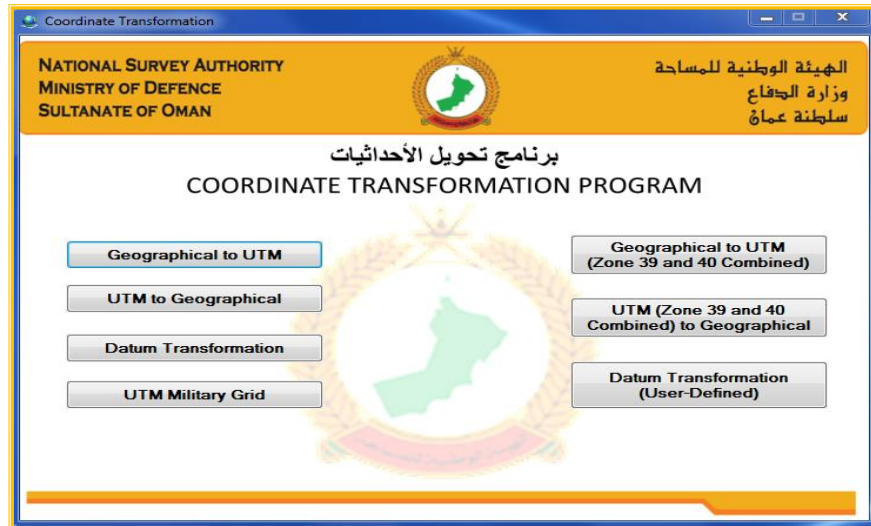 Coordinate Transformation
NATIONAL SURVEY AUTHORITY
MINISTRY OF DEFENCE
SULTANATE OF OMAN
الهيئة الوطنية للمساحة
وزارة الدفاع
سلطنة عمان
برنامج تحويل الأحداثيات
COORDINATE TRANSFORMATION PROGRAM
Geographical to UTM
UTM to Geographical
Datum Transformation
UTM Military Grid
Geographical to UTM
(Zone 39 and 40 Combined)
UTM (Zone 39 and 40
Combined) to Geographical
Datum Transformation
(User-Defined)